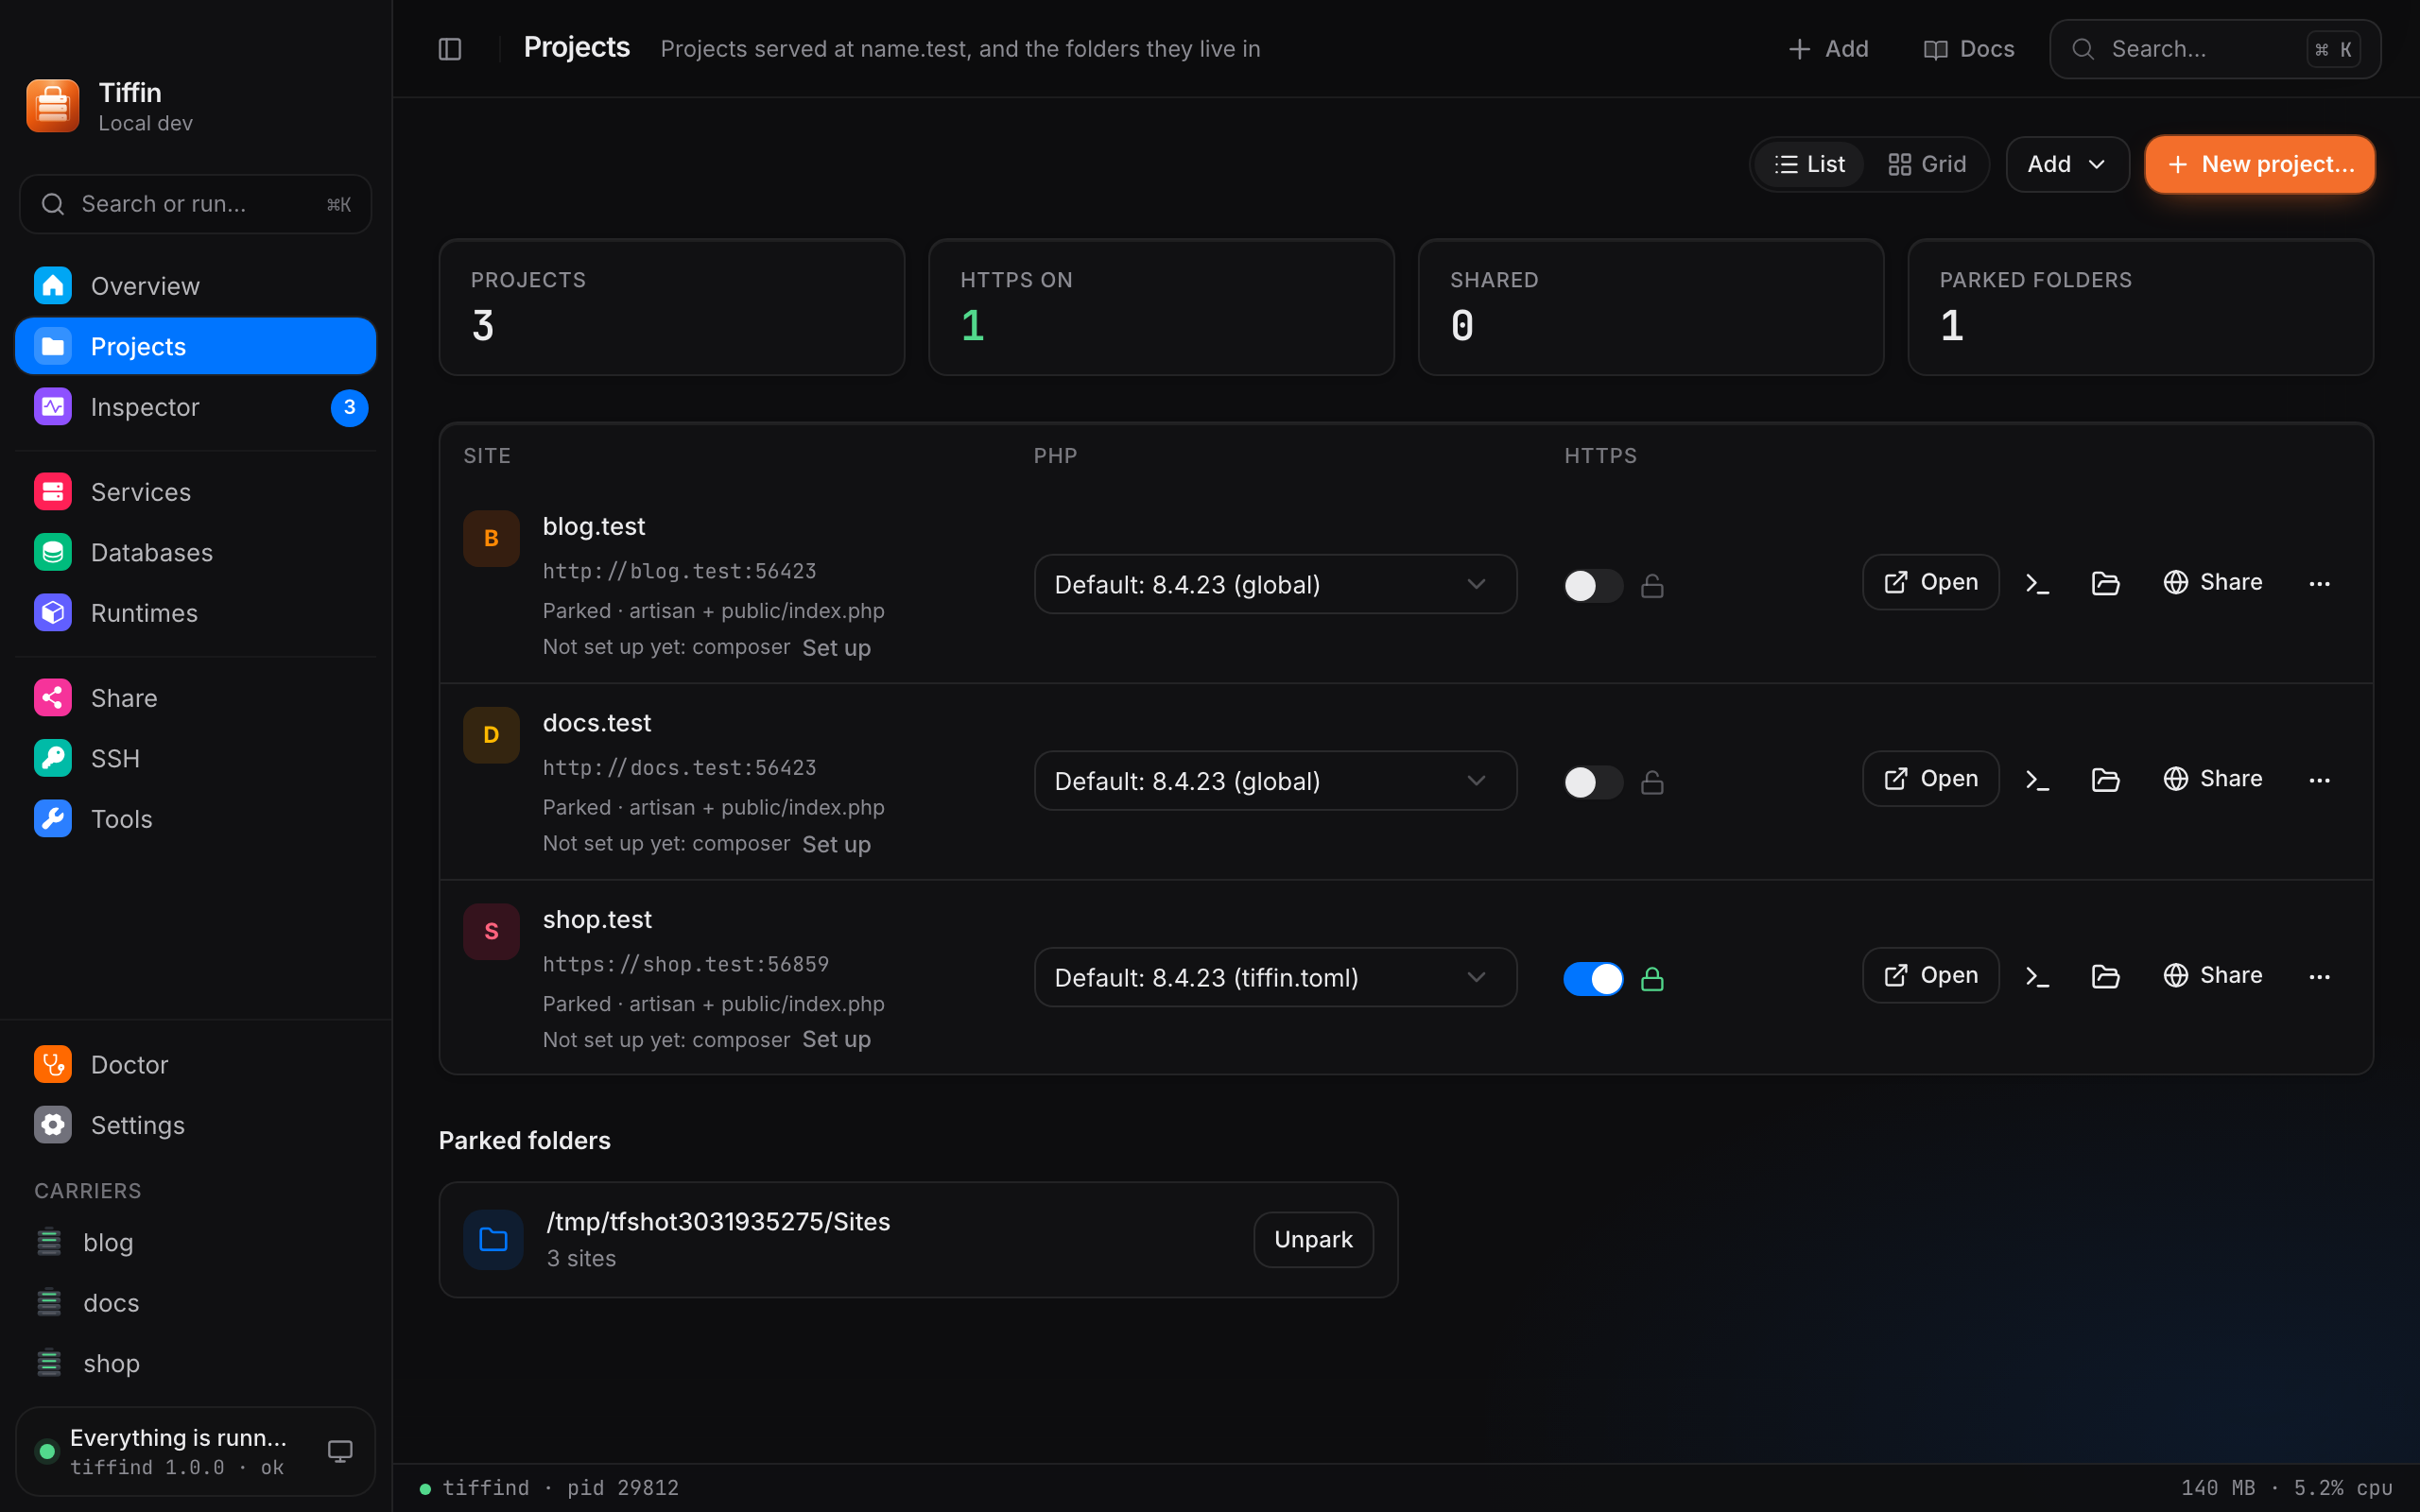 Tiffin
Local dev
Search or run... ⌘K
Overview
Projects
Inspector 3
Services
Databases
Runtimes
Share
SSH
Tools
Doctor
Settings
CARRIERS
blog
docs
shop
Everything is runn...
tiffind 1.0.0 · ok
Projects Projects served at name.test, and the folders they live in
Add Docs Search... ⌘ K
List Grid Add New project...
PROJECTS
3
HTTPS ON
1
SHARED
0
PARKED FOLDERS
1
SITE PHP HTTPS
B
blog.test
http://blog.test:56423
Parked · artisan + public/index.php
Not set up yet: composer Set up
Default: 8.4.23 (global)
Open Share
D
docs.test
http://docs.test:56423
Parked · artisan + public/index.php
Not set up yet: composer Set up
Default: 8.4.23 (global)
Open Share
S
shop.test
https://shop.test:56859
Parked · artisan + public/index.php
Not set up yet: composer Set up
Default: 8.4.23 (tiffin.toml)
Open Share
Parked folders
/tmp/tfshot3031935275/Sites
3 sites
Unpark
tiffind · pid 29812
140 MB · 5.2% cpu